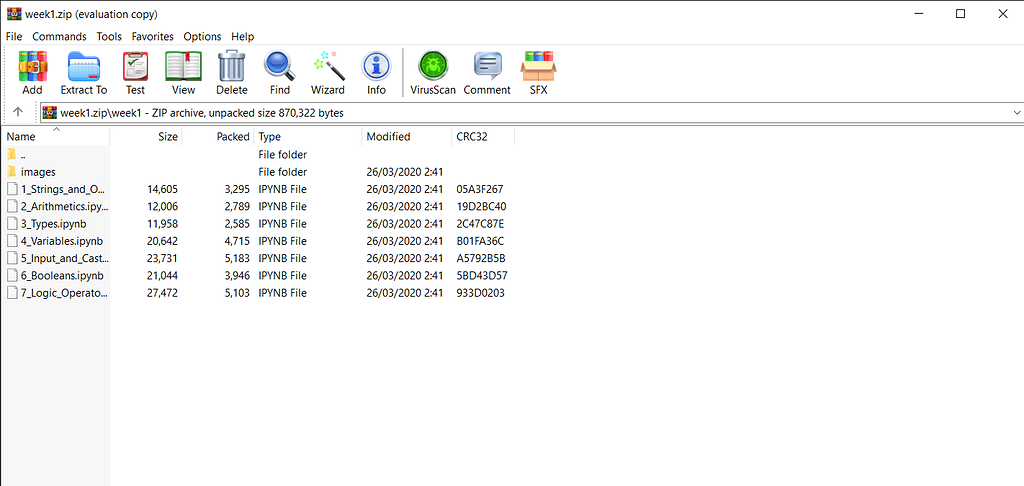 week1.zip (evaluation copy)
File Commands Tools Favorites Options Help
Add Extract To Test View Delete Find Wizard Info VirusScan Comment SFX
week1.zip\week1 - ZIP archive, unpacked size 870,322 bytes
Name Size Packed Type Modified CRC32
.. File folder
images File folder 26/03/2020 2:41
1_Strings_and_O... 14,605 3,295 IPYNB File 26/03/2020 2:41 05A3F267
2_Arithmetics.ipy... 12,006 2,789 IPYNB File 26/03/2020 2:41 19D2BC40
3_Types.ipynb 11,958 2,585 IPYNB File 26/03/2020 2:41 2C47C87E
4_Variables.ipynb 20,642 4,715 IPYNB File 26/03/2020 2:41 B01FA36C
5_Input_and_Cast... 23,731 5,183 IPYNB File 26/03/2020 2:41 A5792B5B
6_Booleans.ipynb 21,044 3,946 IPYNB File 26/03/2020 2:41 5BD43D57
7_Logic_Operato... 27,472 5,103 IPYNB File 26/03/2020 2:41 933D0203